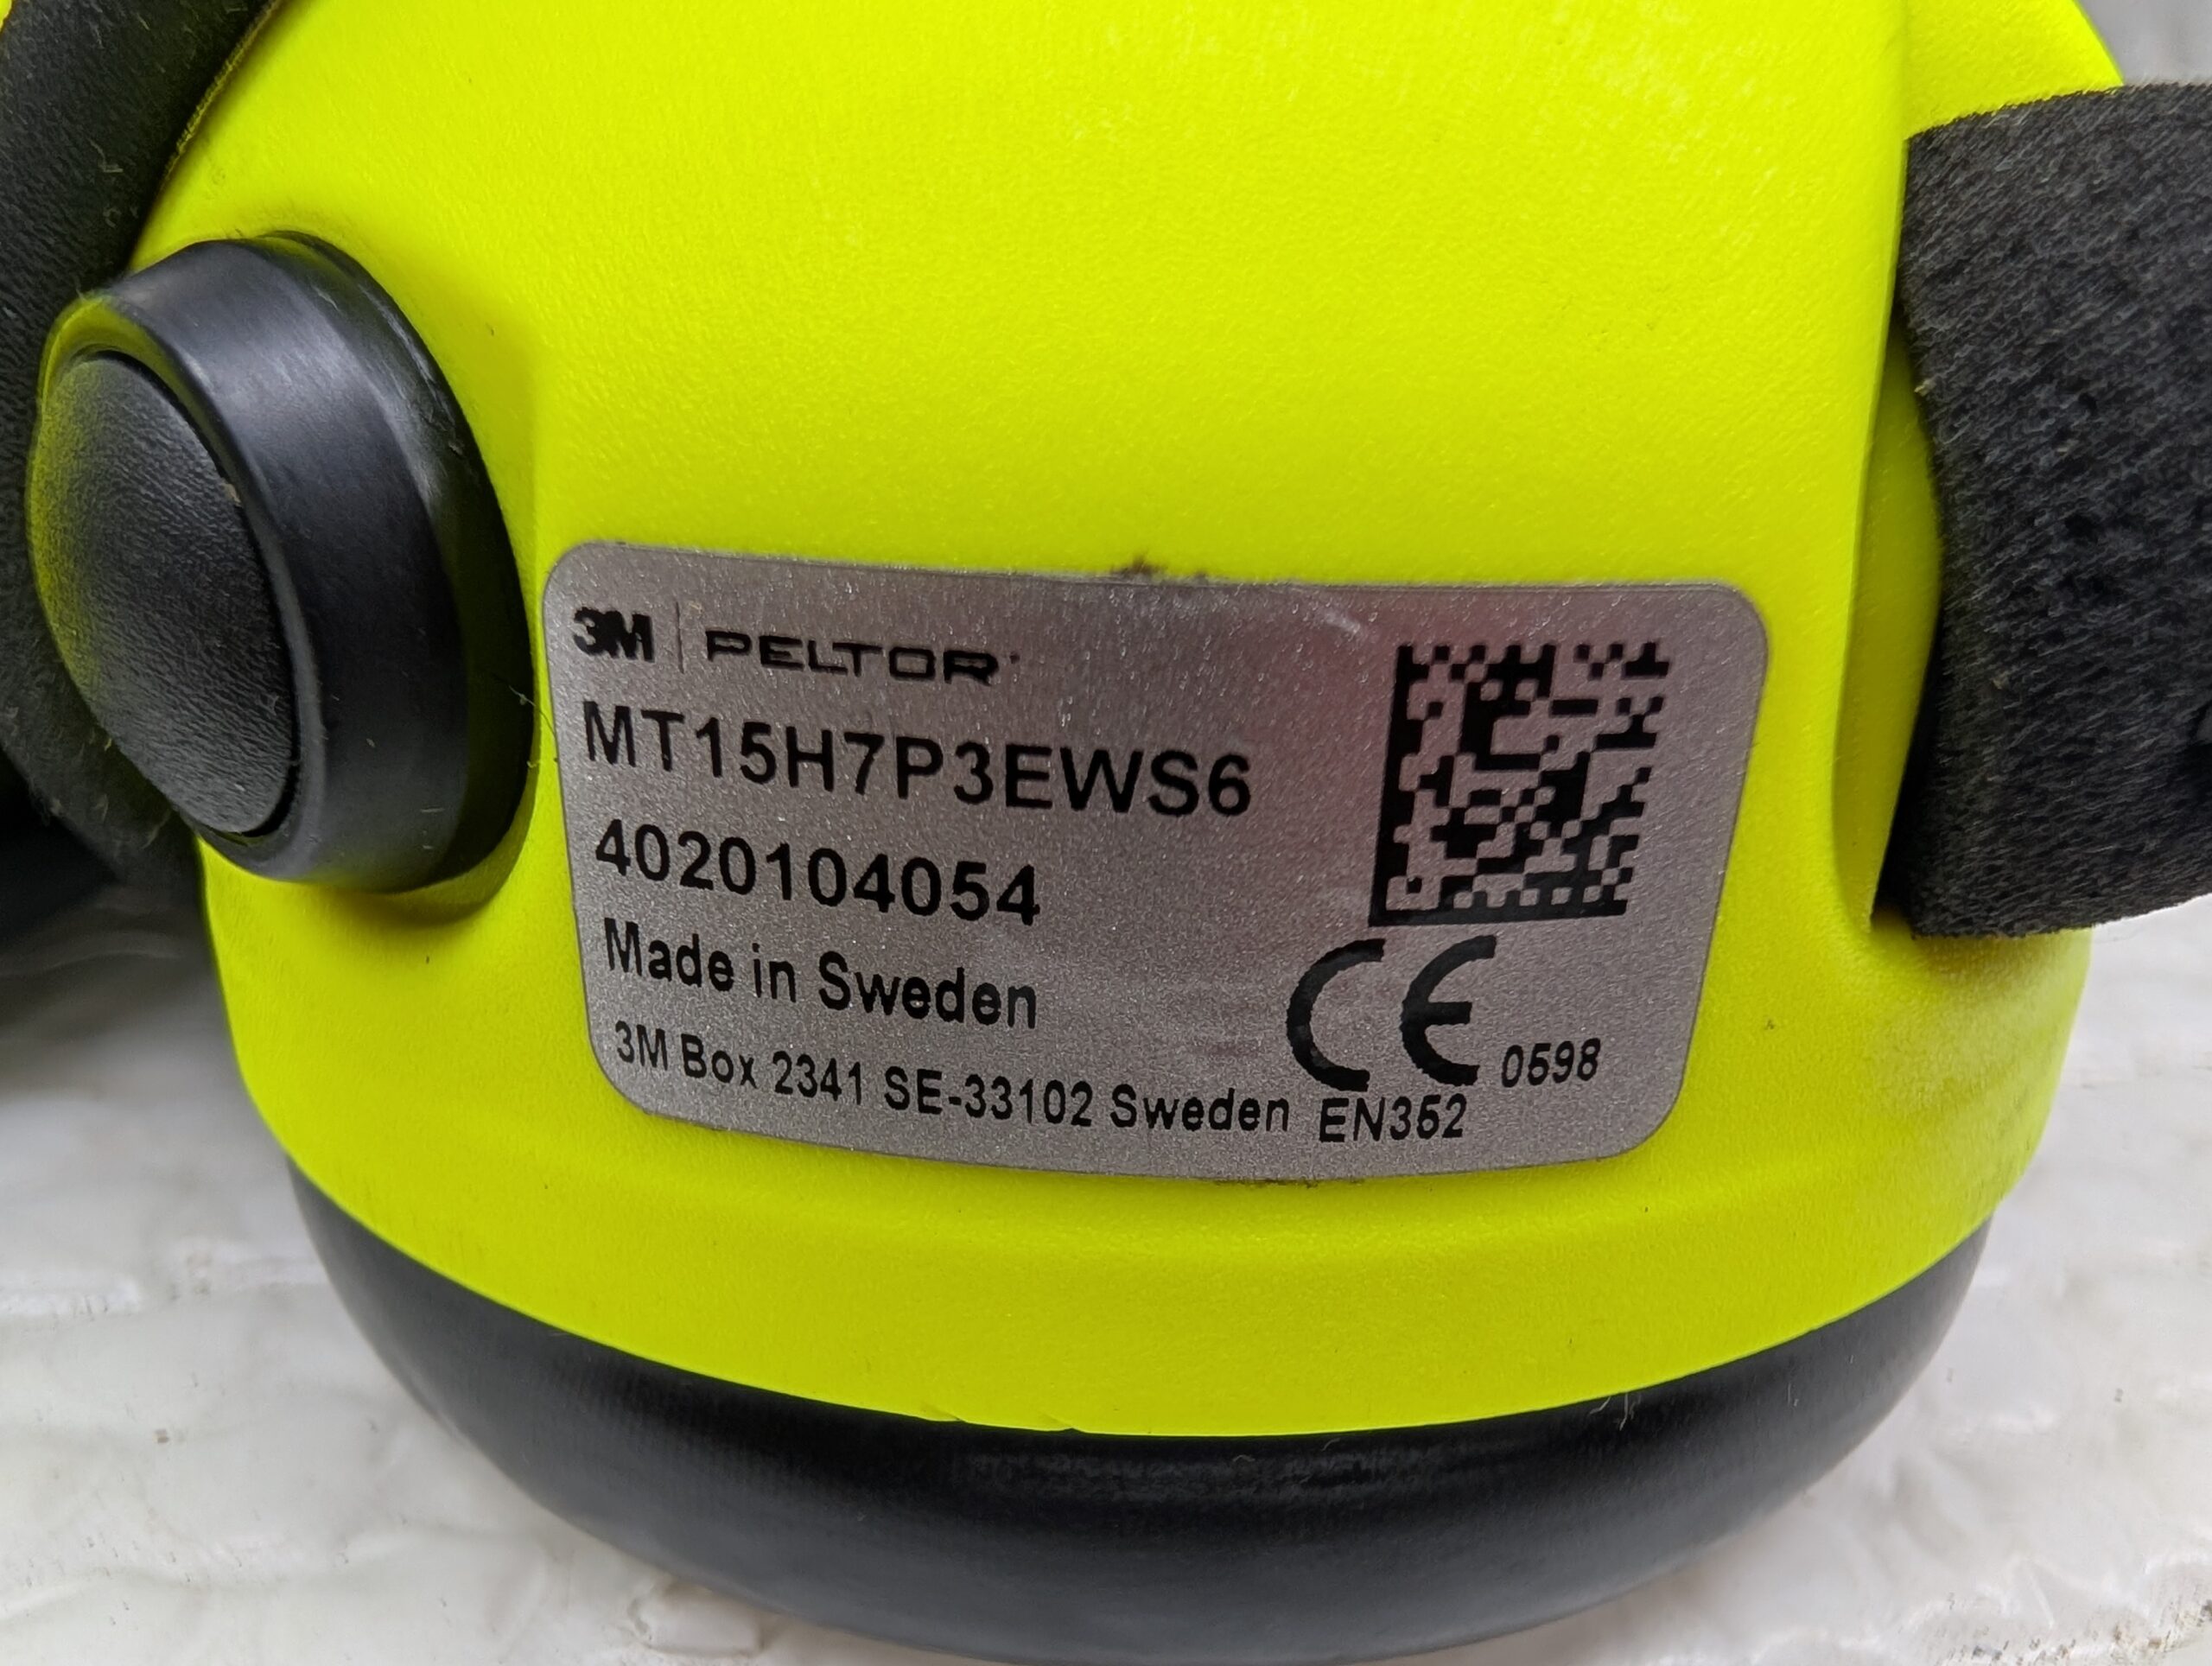 3M | PELTOR
MT15H7P3EWS6
4020104054
Made in Sweden
CE 0598
3M Box 2341 SE-33102 Sweden EN352